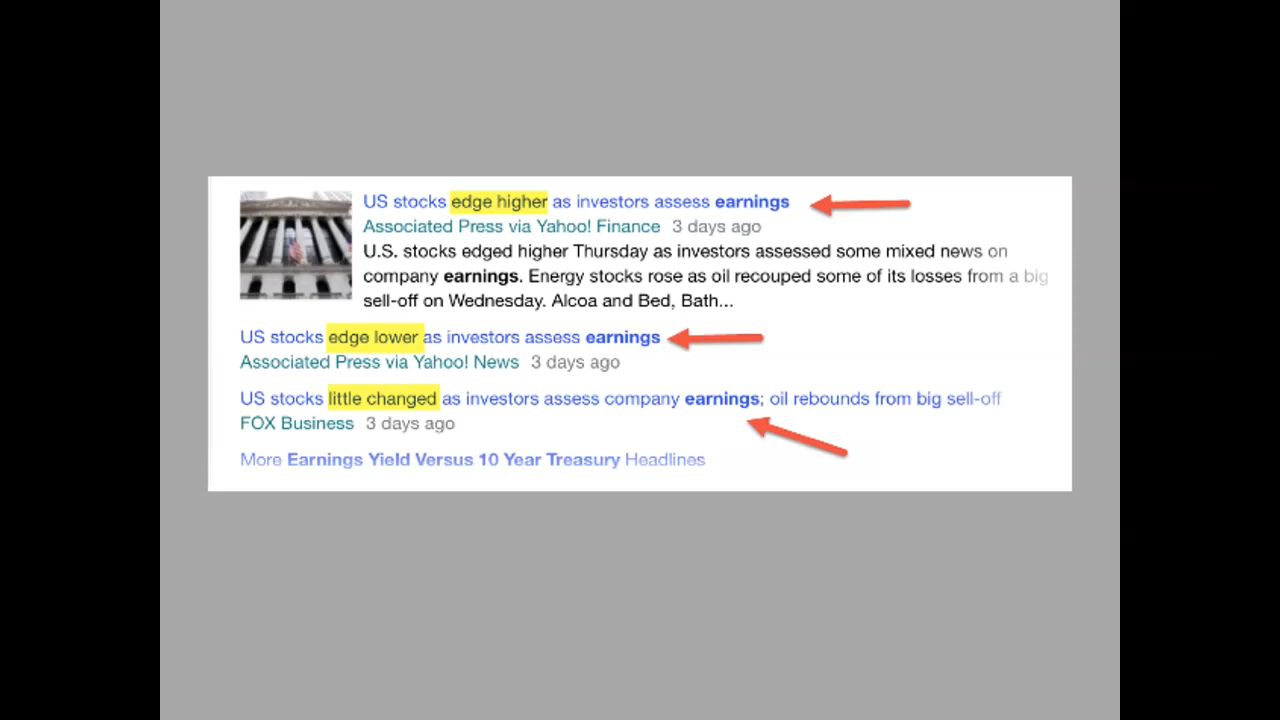 US stocks edge higher as investors assess earnings
Associated Press via Yahoo! Finance 3 days ago
U.S. stocks edged higher Thursday as investors assessed some mixed news on
company earnings. Energy stocks rose as oil recouped some of its losses from a big
sell-off on Wednesday. Alcoa and Bed, Bath...
US stocks edge lower as investors assess earnings
Associated Press via Yahoo! News 3 days ago
US stocks little changed as investors assess company earnings; oil rebounds from big sell-off
FOX Business 3 days ago
More Earnings Yield Versus 10 Year Treasury Headlines